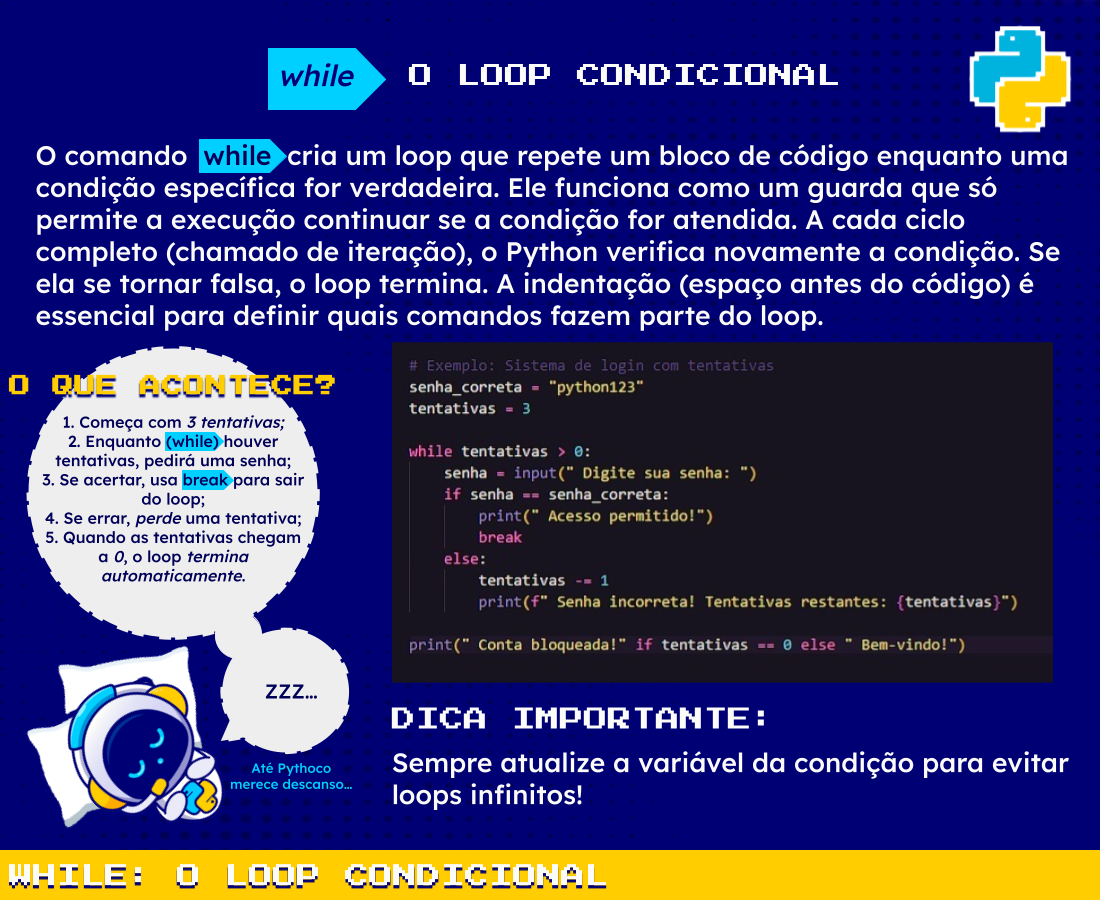 while O LOOP CONDICIONAL
O comando while cria um loop que repete um bloco de código enquanto uma
condição específica for verdadeira. Ele funciona como um guarda que só
permite a execução continuar se a condição for atendida. A cada ciclo
completo (chamado de iteração), o Python verifica novamente a condição. Se
ela se tornar falsa, o loop termina. A indentação (espaço antes do código) é
essencial para definir quais comandos fazem parte do loop.
O QUE ACONTECE?
1. Começa com 3 tentativas;
2. Enquanto (while) houver
tentativas, pedirá uma senha;
3. Se acertar, usa break para sair
do loop;
4. Se errar, perde uma tentativa;
5. Quando as tentativas chegam
a 0, o loop termina
automaticamente.
zzz...
Até Pythoco
merece descanso...
# Exemplo: Sistema de login com tentativas
senha_correta = "python123"
tentativas = 3
while tentativas > 0:
    senha = input(" Digite sua senha: ")
    if senha == senha_correta:
        print(" Acesso permitido!")
        break
    else:
        tentativas -= 1
        print(f" Senha incorreta! Tentativas restantes: {tentativas}")
print(" Conta bloqueada!" if tentativas == 0 else " Bem-vindo!")
DICA IMPORTANTE:
Sempre atualize a variável da condição para evitar
loops infinitos!
WHILE: O LOOP CONDICIONAL